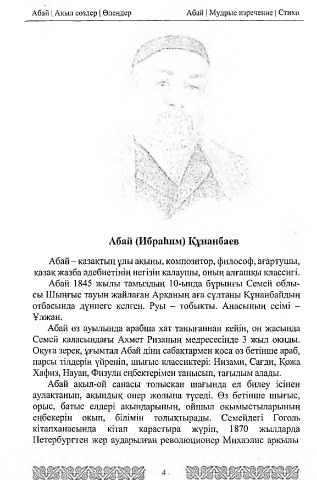 Абай | Ақыл сөздер | Өлеңдер
Абай | Мудрые изречение | Стихи
Абай (Ибраһим) Құнанбаев
Абай – қазақтың ұлы ақыны, композитор, философ, ағартушы,
қазақ жазба әдебиетінің негізін қалаушы, оның алғашқы классигі.
Абай 1845 жылы тамыздың 10-ында бұрынғы Семей облы-
сы Шыңғыс тауын жайлаған Арқаның аға сұлтаны Құнанбайдың
отбасында дүниеге келген. Руы – тобықты. Анасының есімі –
Ұлжан.
Абай өз ауылында арабша хат танығаннан кейін, он жасында
Семей қаласындағы Ахмет Ризаның медресесінде 3 жыл оқиды.
Оқуға зерек, ұғымтал Абай діни сабақтармен қоса өз бетінше араб,
парсы тілдерін үйреніп, шығыс классиктері: Низами, Сағди, Қожа
Хафиз, Науаи, Физули еңбектерімен танысып, тағылым алады.
Абай ақыл-ой санасы толысқан шағында ел билеу ісінен
аулақтанып, ақындық өнер жолына түседі. Өз бетінше шығыс,
орыс, батыс елдері ақындарының, ойшыл оқымыстыларының
еңбекерін оқып, білімін толықтырады. Семейдегі Гоголь
кітапханасында кітап қарастыра жүріп, 1870 жылдарда
Петербургтен жер аударылған революционер Михаэлис арқылы
4